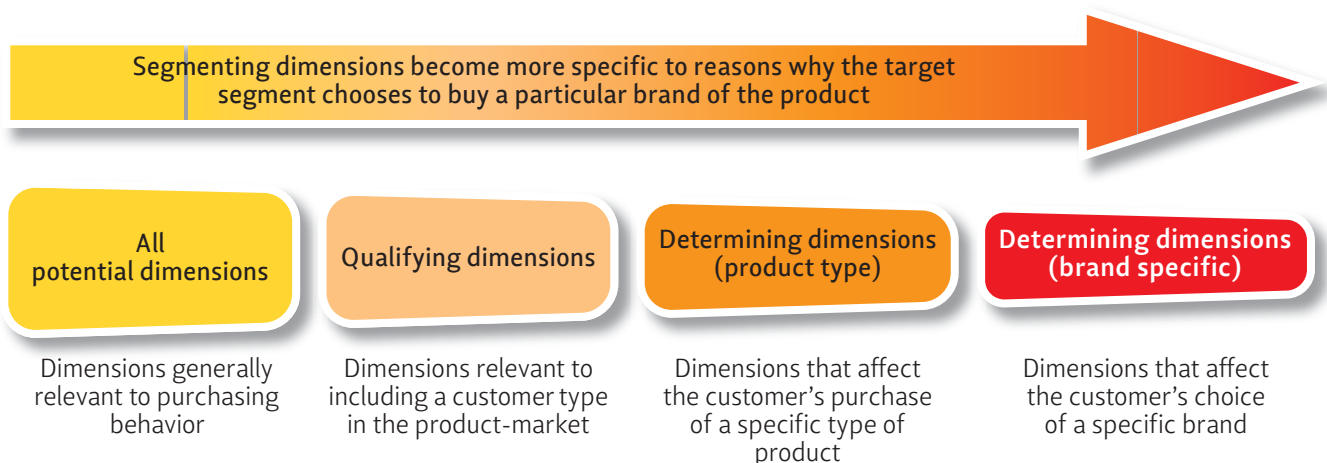 Segmenting dimensions become more specific to reasons why the target
segment chooses to buy a particular brand of the product
All
potential dimensions
Qualifying dimensions
Determining dimensions
(product type)
Determining dimensions
(brand specific)
Dimensions generally
relevant to purchasing
behavior
Dimensions relevant to
including a customer type
in the product-market
Dimensions that affect
the customer's purchase
of a specific type of
product
Dimensions that affect
the customer's choice
of a specific brand